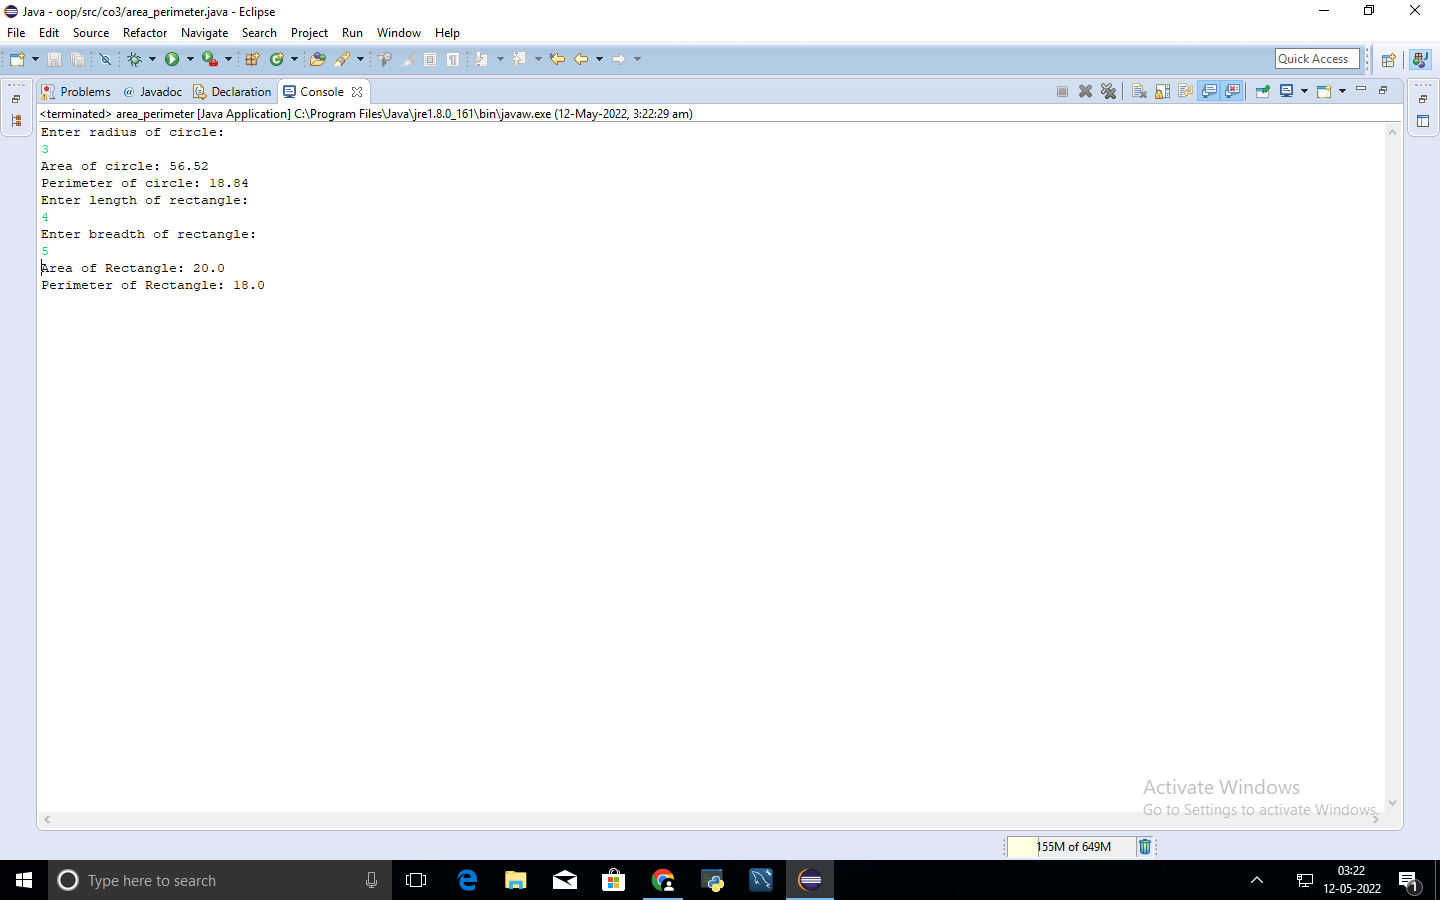 Java - oop/src/co3/area_perimeter.java - Eclipse
File Edit Source Refactor Navigate Search Project Run Window Help
Quick Access
Problems @ Javadoc Declaration Console
<terminated> area_perimeter [Java Application] C:\Program Files\Java\jre1.8.0_161\bin\javaw.exe (12-May-2022, 3:22:29 am)
Enter radius of circle:
3
Area of circle: 56.52
Perimeter of circle: 18.84
Enter length of rectangle:
4
Enter breadth of rectangle:
5
Area of Rectangle: 20.0
Perimeter of Rectangle: 18.0
Activate Windows
Go to Settings to activate Windows.
155M of 649M
Type here to search
03:22
12-05-2022
1